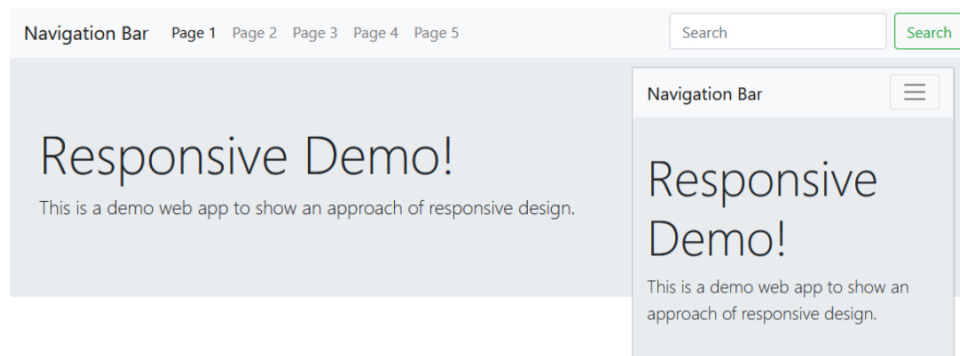 Navigation Bar Page 1 Page 2 Page 3 Page 4 Page 5 Search Search
Responsive Demo!
This is a demo web app to show an approach of responsive design.
Navigation Bar
Responsive
Demo!
This is a demo web app to show an
approach of responsive design.